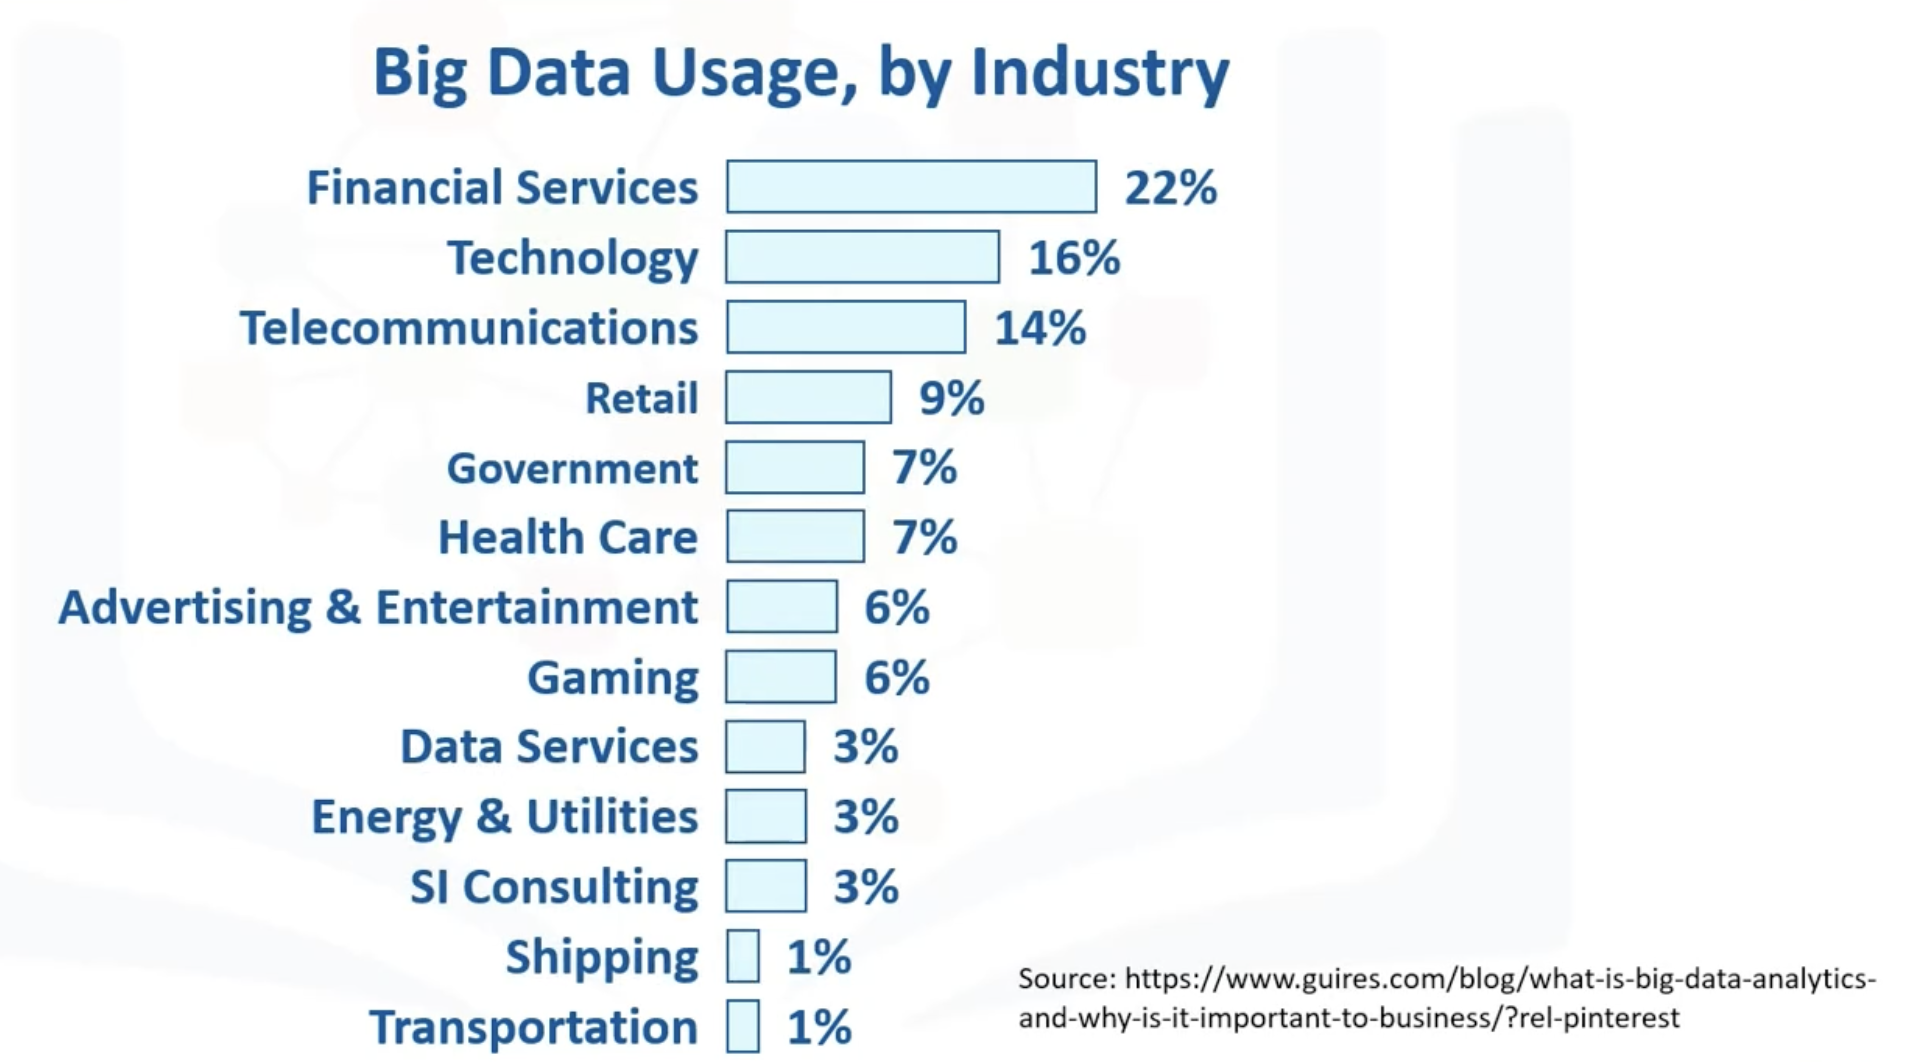 Big Data Usage, by Industry
Financial Services 22%
Technology 16%
Telecommunications 14%
Retail 9%
Government 7%
Health Care 7%
Advertising & Entertainment 6%
Gaming 6%
Data Services 3%
Energy & Utilities 3%
SI Consulting 3%
Shipping 1%
Transportation 1%
Source: https://www.guires.com/blog/what-is-big-data-analytics-
and-why-is-it-important-to-business/?rel-pinterest